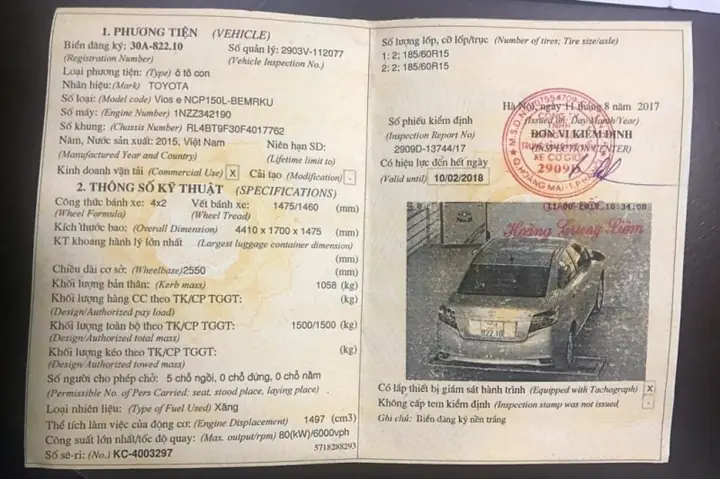 1. PHƯƠNG TIỆN (VEHICLE)
Biển đăng ký: 30A-822.10 Số quản lý: 2903V-112077
(Registration Number) (Vehicle Inspection No.)
Loại phương tiện: (Type) ô tô con
Nhãn hiệu: (Mark) TOYOTA
Số loại: (Model code) Vios e NCP150L-BEMRKU
Số máy: (Engine Number) 1NZZ342190
Số khung: (Chassis Number) RL4BT9F30F4017762
Năm, Nước sản xuất: 2015, Việt Nam Niên hạn SD:
(Manufactured Year and Country) (Lifetime limit to)
Kinh doanh vận tải (Commercial Use) X Cải tạo (Modification) -
2. THÔNG SỐ KỸ THUẬT (SPECIFICATIONS)
Công thức bánh xe: 4x2 Vết bánh xe: 1475/1460 (mm)
(Wheel Formula) (Wheel Tread)
Kích thước bao: (Overall Dimension) 4410 x 1700 x 1475 (mm)
KT khoang hành lý lớn nhất (Largest luggage container dimension)
(mm)
Chiều dài cơ sở: (Wheelbase) 2550 (mm)
Khối lượng bản thân: (Kerb mass) 1058 (kg)
Khối lượng hàng CC theo TK/CP TGGT: (kg)
(Design/Authorized pay load)
Khối lượng toàn bộ theo TK/CP TGGT: 1500/1500 (kg)
(Design/Authorized total mass)
Khối lượng kéo theo TK/CP TGGT: (kg)
(Design/Authorized towed mass)
Số người cho phép chở: 5 chỗ ngồi, 0 chỗ đứng, 0 chỗ nằm
(Permissible No. of Pers Carried: seat, stood place, laying place)
Loại nhiên liệu: (Type of Fuel Used) Xăng
Thể tích làm việc của động cơ: (Engine Displacement) 1497 (cm3)
Công suất lớn nhất/tốc độ quay: (Max. output/rpm) 80(kW)/6000vph
Số sê-ri: (No.) KC-4003297 5718288293
Số lượng lốp, cỡ lốp/trục (Number of tires; Tire size/axle)
1: 2; 185/60R15
2: 2; 185/60R15
Hà Nội, ngày 11 tháng 8 năm 2017
Số phiếu kiểm định (Issued on: Day/Month/Year)
(Inspection Report No) ĐƠN VỊ KIỂM ĐỊNH
2909D-13744/17 (INSPECTION CENTER)
Có hiệu lực đến hết ngày XE CƠ GIỚI
(Valid until) 10/02/2018 2909D
Q HOÀNG MAI-T.P
11/08 2017 10:34:08
Hoàng Trung Liêm
822.10
Có lắp thiết bị giám sát hành trình (Equipped with Tachograph) X
Không cấp tem kiểm định (Inspection stamp was not issued) -
Ghi chú: Biển đăng ký nền trắng